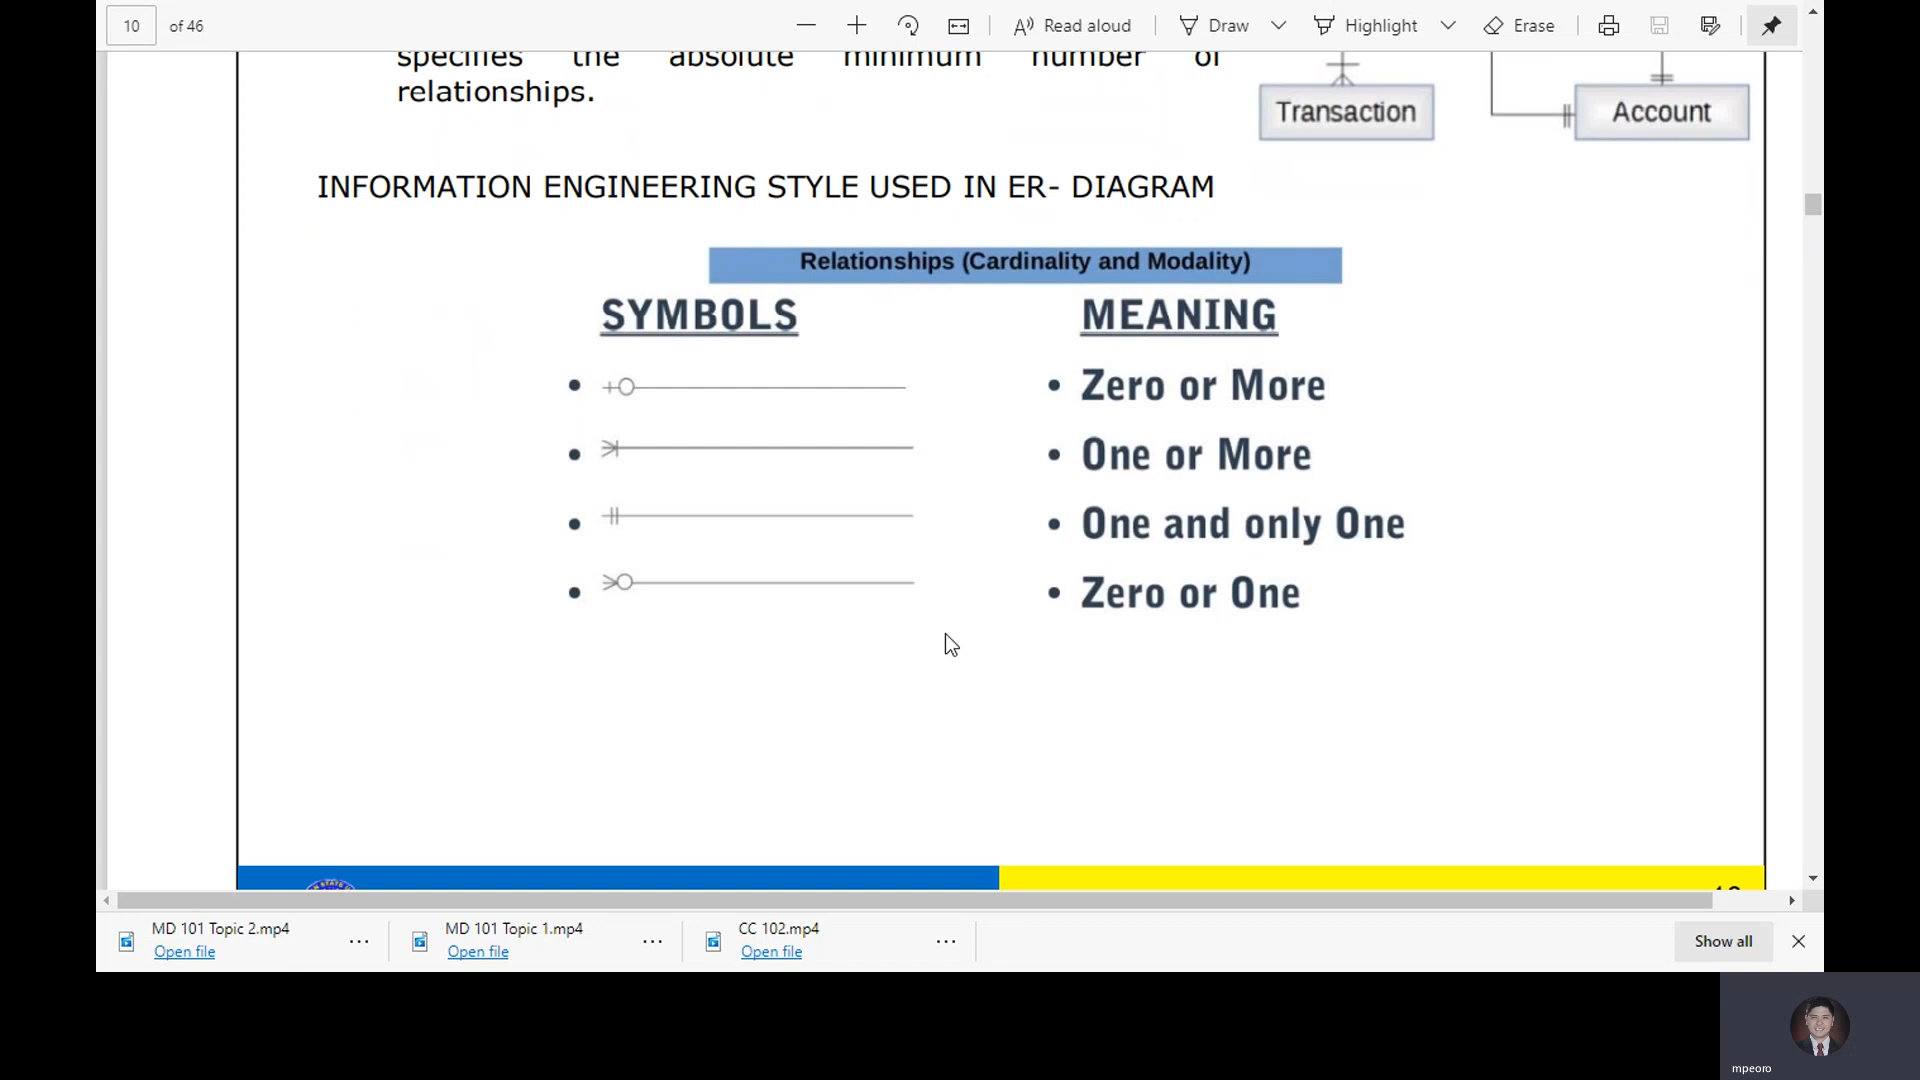 10 of 46 Read aloud Draw Highlight Erase
specifies the absolute minimum number of
relationships.
Transaction Account
INFORMATION ENGINEERING STYLE USED IN ER- DIAGRAM
Relationships (Cardinality and Modality)
SYMBOLS MEANING
• Zero or More
• One or More
• One and only One
• Zero or One
MD 101 Topic 2.mp4 MD 101 Topic 1.mp4 CC 102.mp4
Open file Open file Open file Show all
mpeoro